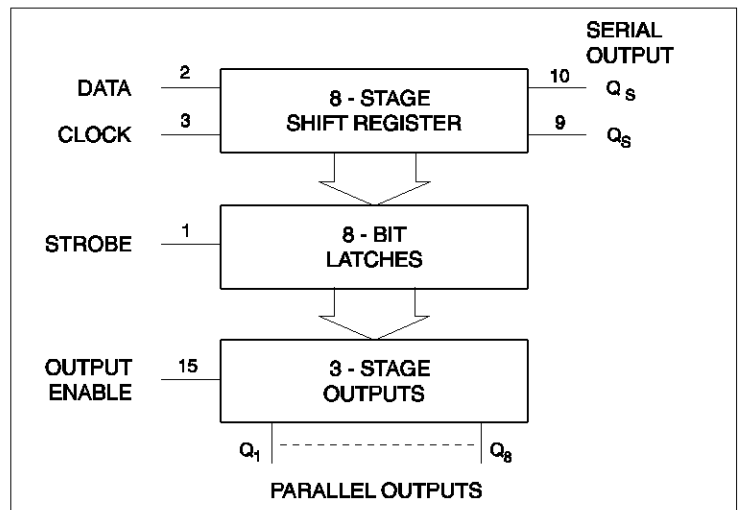 SERIAL
OUTPUT
DATA 2
8 - STAGE
SHIFT REGISTER
10 Q S
CLOCK 3
9 QS
STROBE 1
8 - BIT
LATCHES
OUTPUT
ENABLE
15
3 - STAGE
OUTPUTS
Q1 Q8
PARALLEL OUTPUTS